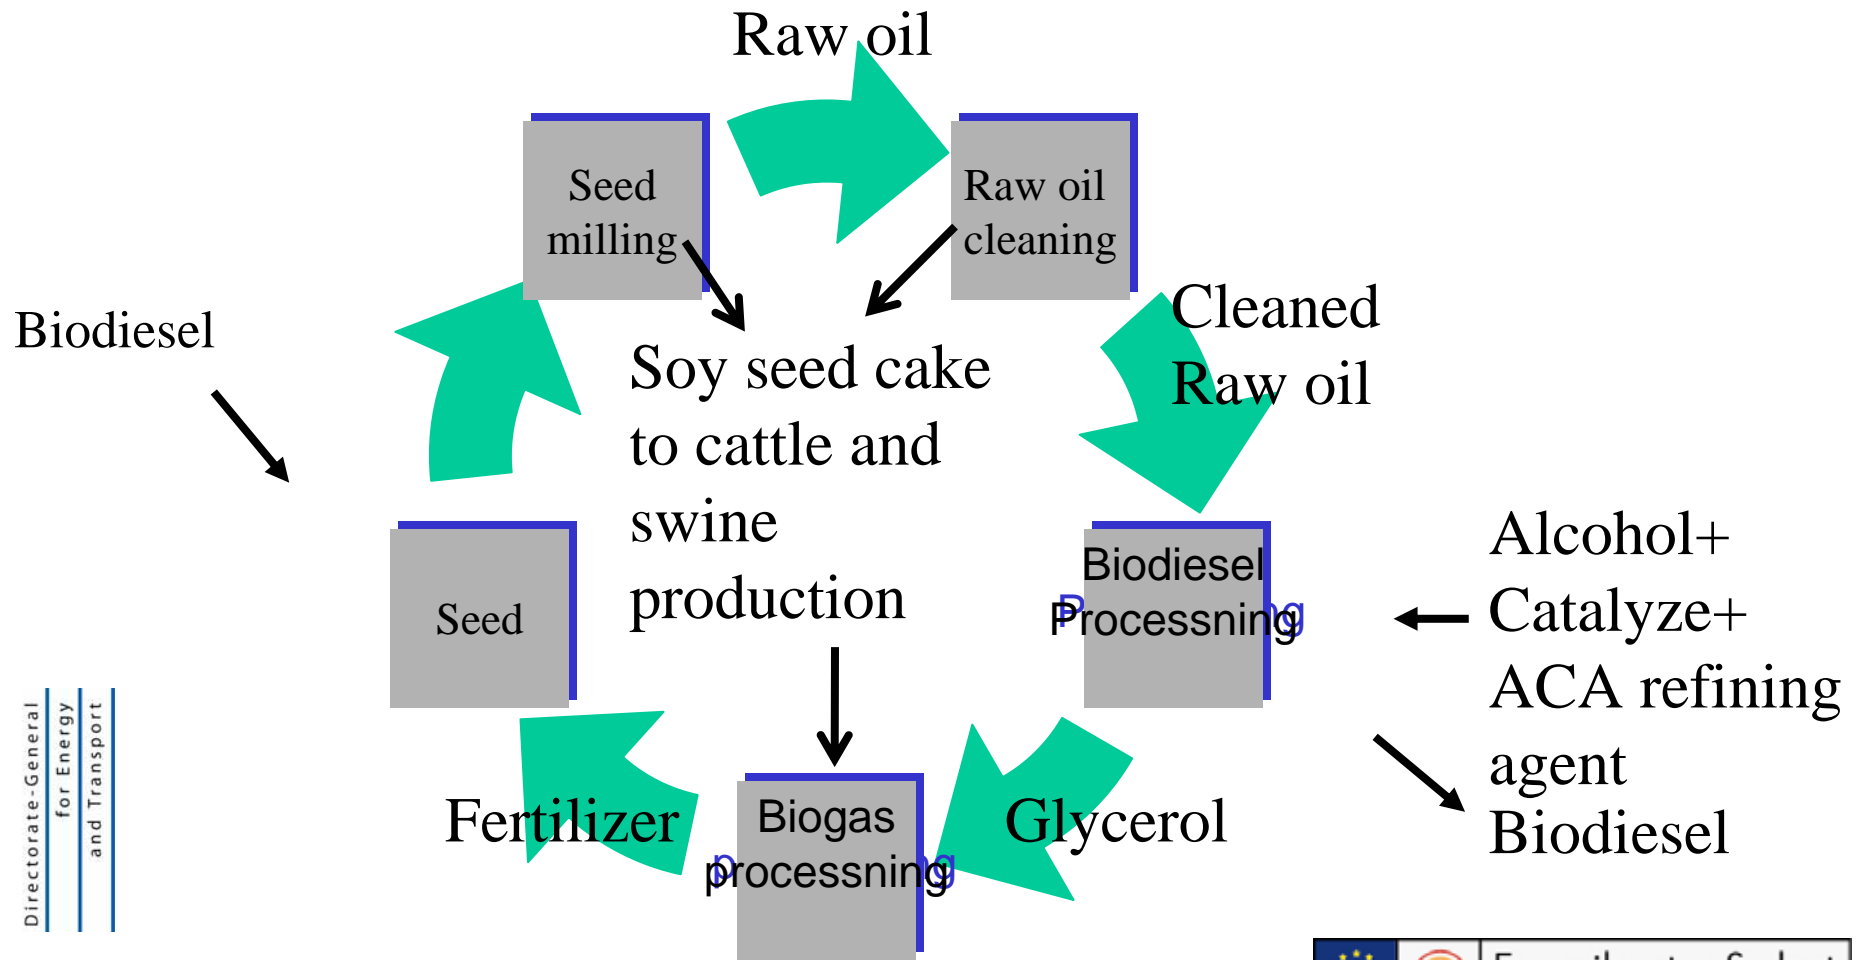 Raw oil
Seed
milling
Raw oil
cleaning
Cleaned
Raw oil
Biodiesel
Soy seed cake
to cattle and
swine
production
Biodiesel
Processning
Alcohol+
Catalyze+
ACA refining
agent
Biodiesel
Seed
Fertilizer
Biogas
processning
Glycerol
Directorate-General
for Energy
and Transport